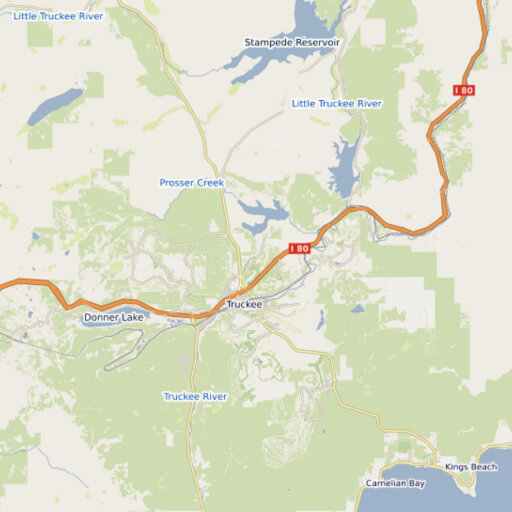 Little Truckee River
Stampede Reservoir
I 80
Little Truckee River
Prosser Creek
I 80
Truckee
Donner Lake
Truckee River
Kings Beach
Carnelian Bay